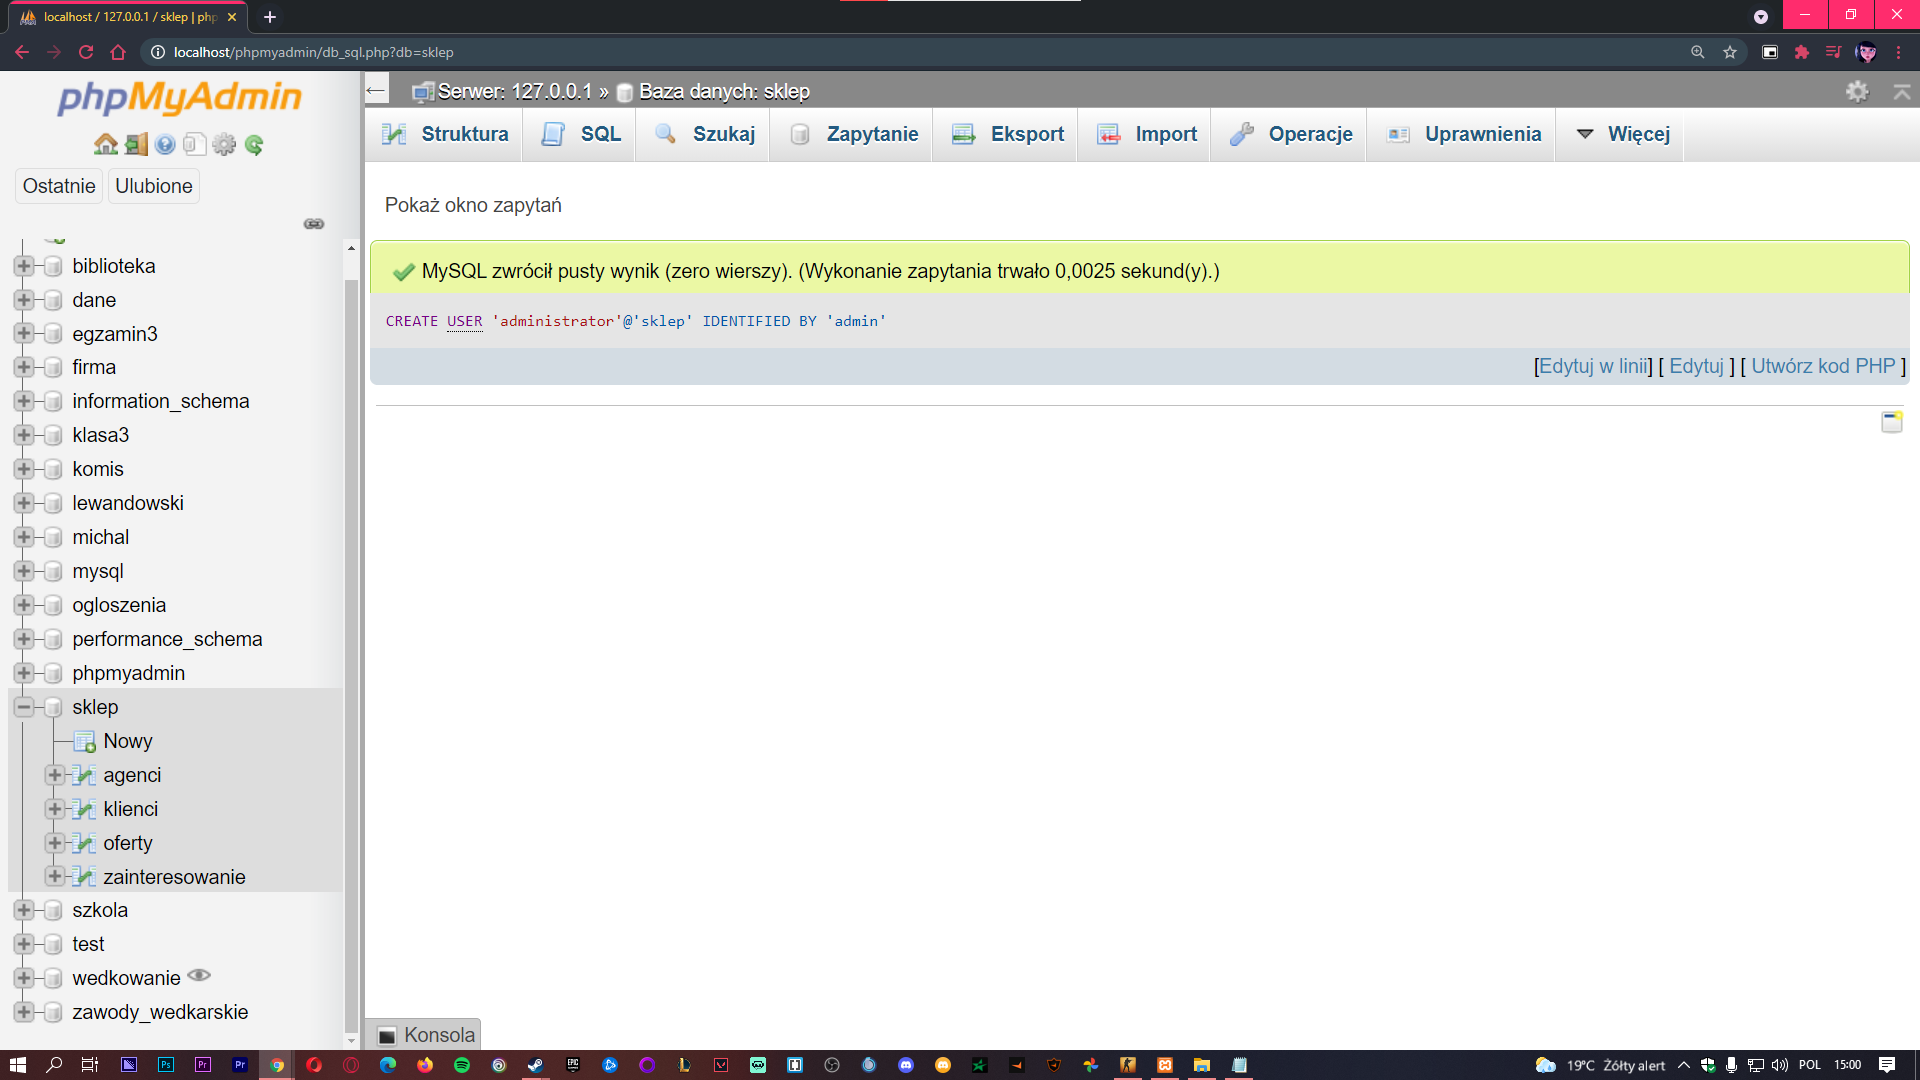 localhost / 127.0.0.1 / sklep | php
localhost/phpmyadmin/db_sql.php?db=sklep
phpMyAdmin
Ostatnie
Ulubione
biblioteka
dane
egzamin3
firma
information_schema
klasa3
komis
lewandowski
michal
mysql
ogloszenia
performance_schema
phpmyadmin
sklep
Nowy
agenci
klienci
oferty
zainteresowanie
szkola
test
wedkowanie
zawody_wedkarskie
Serwer: 127.0.0.1 » Baza danych: sklep
Struktura
SQL
Szukaj
Zapytanie
Eksport
Import
Operacje
Uprawnienia
Więcej
Pokaż okno zapytań
MySQL zwrócił pusty wynik (zero wierszy). (Wykonanie zapytania trwało 0,0025 sekund(y).)
CREATE USER 'administrator'@'sklep' IDENTIFIED BY 'admin'
[Edytuj w linii] [ Edytuj ] [ Utwórz kod PHP ]
Konsola
19°C Żółty alert
POL
15:00